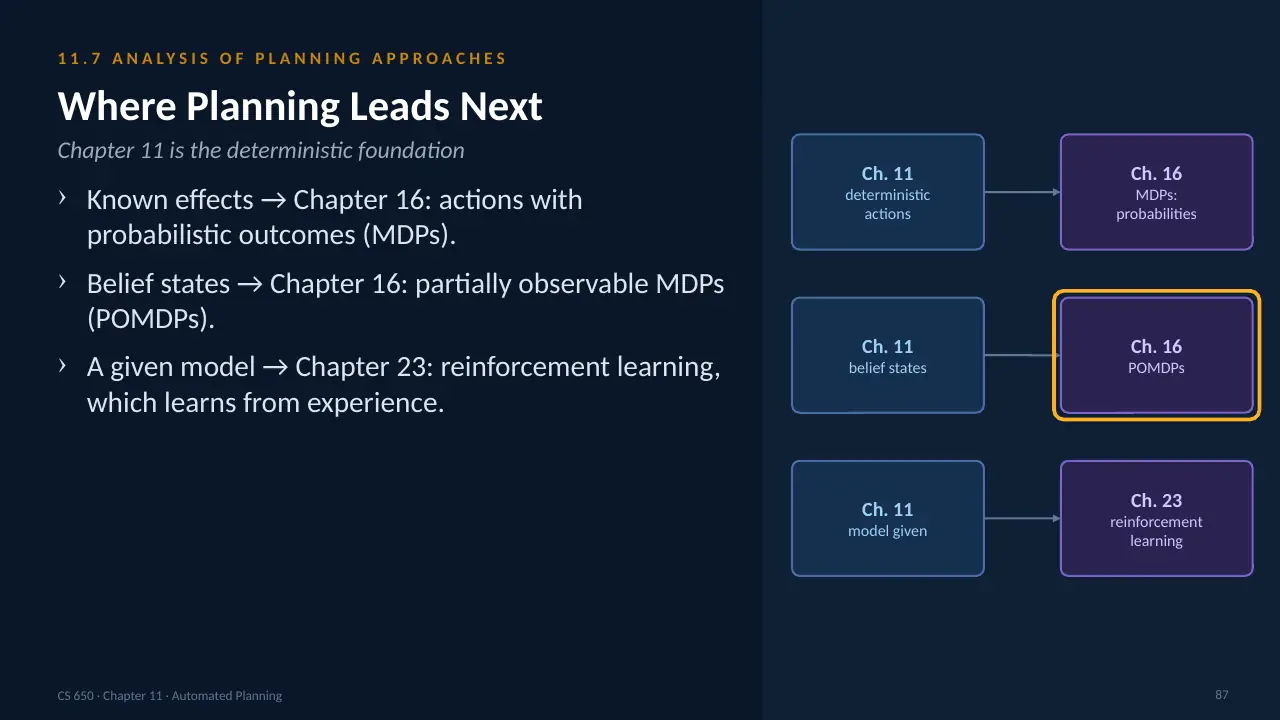 11.7 ANALYSIS OF PLANNING APPROACHES
Where Planning Leads Next
Chapter 11 is the deterministic foundation
› Known effects → Chapter 16: actions with
probabilistic outcomes (MDPs).
› Belief states → Chapter 16: partially observable MDPs
(POMDPs).
› A given model → Chapter 23: reinforcement learning,
which learns from experience.
Ch. 11
deterministic
actions
Ch. 16
MDPs:
probabilities
Ch. 11
belief states
Ch. 16
POMDPs
Ch. 11
model given
Ch. 23
reinforcement
learning
CS 650 · Chapter 11 · Automated Planning
87